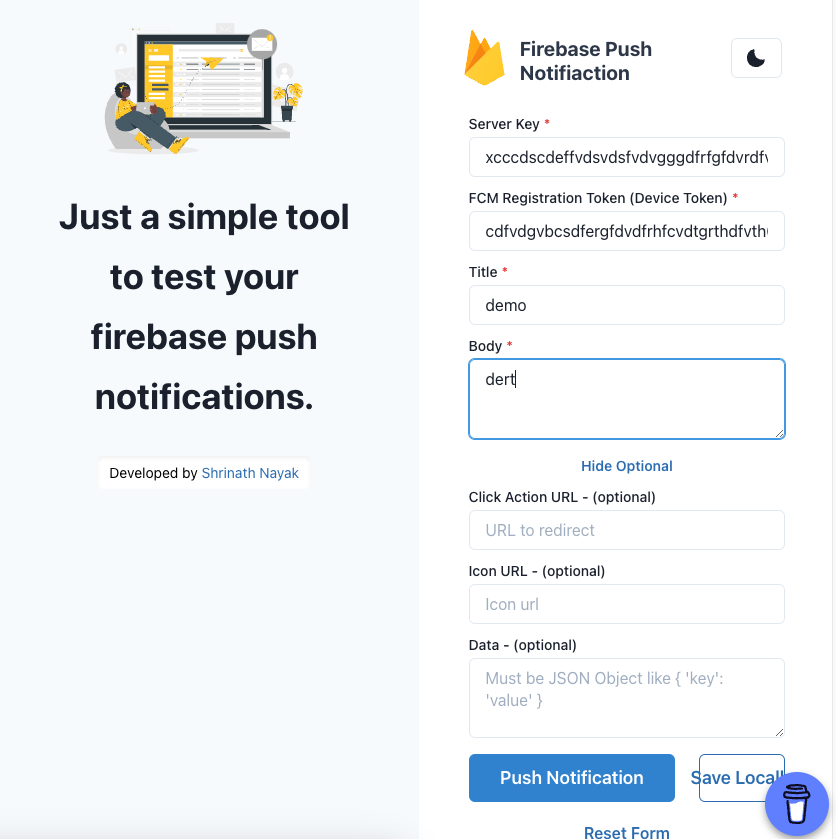 Just a simple tool
to test your
firebase push
notifications.
Developed by Shrinath Nayak
Firebase Push
Notifiaction
Server Key *
xcccdscdeffvdsvdsfvdvgggdfrfgfdvrdfv
FCM Registration Token (Device Token) *
cdfvdgvbcsdfergfdvdfrhfcvdtgrthdfvth
Title *
demo
Body *
dert
Hide Optional
Click Action URL - (optional)
URL to redirect
Icon URL - (optional)
Icon url
Data - (optional)
Must be JSON Object like { 'key':
'value' }
Push Notification
Save Locall
Reset Form